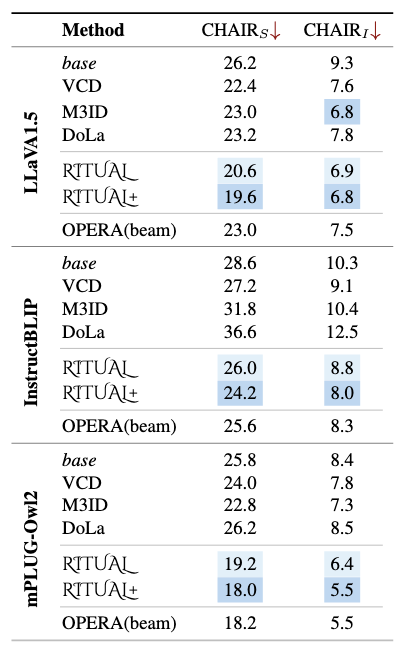 Method CHAIR_S↓ CHAIR_I↓
LLaVA1.5
base 26.2 9.3
VCD 22.4 7.6
M3ID 23.0 6.8
DoLa 23.2 7.8
RITUAL 20.6 6.9
RITUAL+ 19.6 6.8
OPERA(beam) 23.0 7.5
InstructBLIP
base 28.6 10.3
VCD 27.2 9.1
M3ID 31.8 10.4
DoLa 36.6 12.5
RITUAL 26.0 8.8
RITUAL+ 24.2 8.0
OPERA(beam) 25.6 8.3
mPLUG-Owl2
base 25.8 8.4
VCD 24.0 7.8
M3ID 22.8 7.3
DoLa 26.2 8.5
RITUAL 19.2 6.4
RITUAL+ 18.0 5.5
OPERA(beam) 18.2 5.5